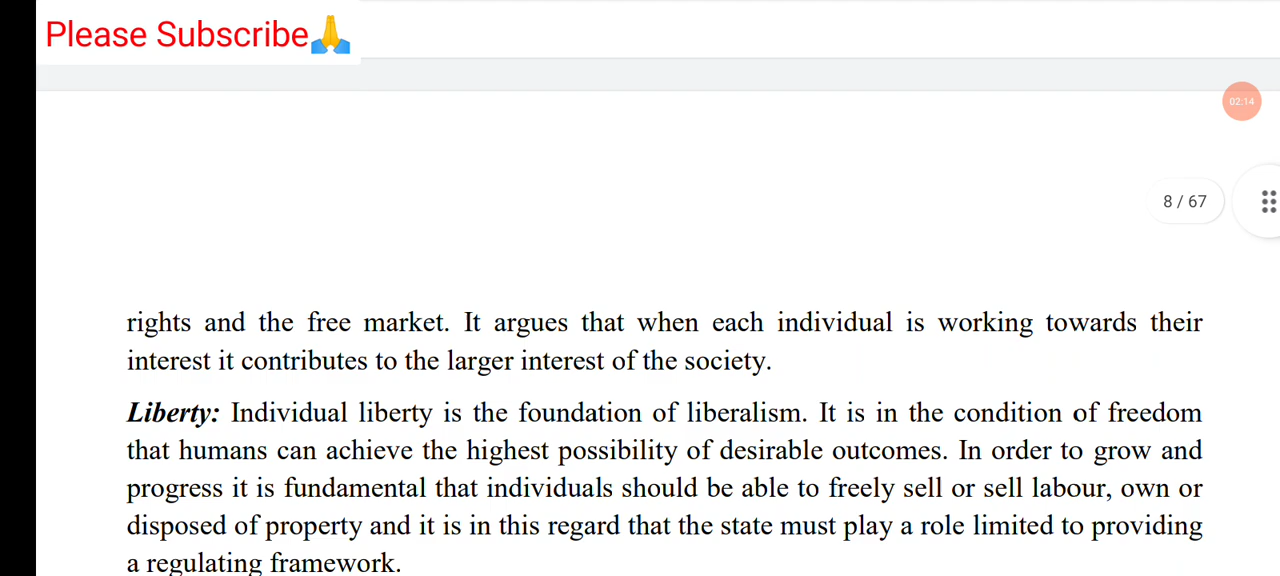 Please Subscribe🙏
02:14
8 / 67
rights and the free market. It argues that when each individual is working towards their
interest it contributes to the larger interest of the society.
Liberty: Individual liberty is the foundation of liberalism. It is in the condition of freedom
that humans can achieve the highest possibility of desirable outcomes. In order to grow and
progress it is fundamental that individuals should be able to freely sell or sell labour, own or
disposed of property and it is in this regard that the state must play a role limited to providing
a regulating framework.